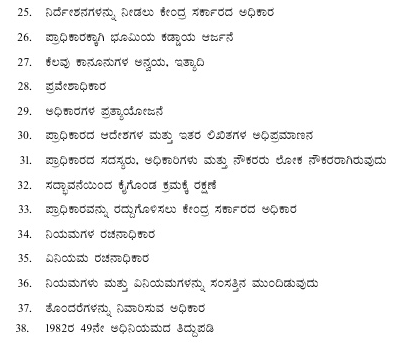 25. ನಿರ್ದೇಶನಗಳನ್ನು ನೀಡಲು ಕೇಂದ್ರ ಸರ್ಕಾರದ ಅಧಿಕಾರ
26. ಪ್ರಾಧಿಕಾರಕ್ಕಾಗಿ ಭೂಮಿಯ ಕಡ್ಡಾಯ ಆರ್ಜನೆ
27. ಕೆಲವು ಕಾನೂನುಗಳ ಅನ್ವಯ, ಇತ್ಯಾದಿ
28. ಪ್ರವೇಶಾಧಿಕಾರ
29. ಅಧಿಕಾರಗಳ ಪ್ರತ್ಯಾಯೋಜನೆ
30. ಪ್ರಾಧಿಕಾರದ ಆದೇಶಗಳ ಮತ್ತು ಇತರ ಲಿಖಿತಗಳ ಅಧಿಪ್ರಮಾಣನ
31. ಪ್ರಾಧಿಕಾರದ ಸದಸ್ಯರು, ಅಧಿಕಾರಿಗಳು ಮತ್ತು ನೌಕರರು ಲೋಕ ನೌಕರರಾಗಿರುವುದು
32. ಸದ್ಭಾವನೆಯಿಂದ ಕೈಗೊಂಡ ಕ್ರಮಕ್ಕೆ ರಕ್ಷಣೆ
33. ಪ್ರಾಧಿಕಾರವನ್ನು ರದ್ದುಗೊಳಿಸಲು ಕೇಂದ್ರ ಸರ್ಕಾರದ ಅಧಿಕಾರ
34. ನಿಯಮಗಳ ರಚನಾಧಿಕಾರ
35. ವಿನಿಯಮ ರಚನಾಧಿಕಾರ
36. ನಿಯಮಗಳು ಮತ್ತು ವಿನಿಯಮಗಳನ್ನು ಸಂಸತ್ತಿನ ಮುಂದಿಡುವುದು
37. ತೊಂದರೆಗಳನ್ನು ನಿವಾರಿಸುವ ಅಧಿಕಾರ
38. 1982ರ 49ನೇ ಅಧಿನಿಯಮದ ತಿದ್ದುಪಡಿ